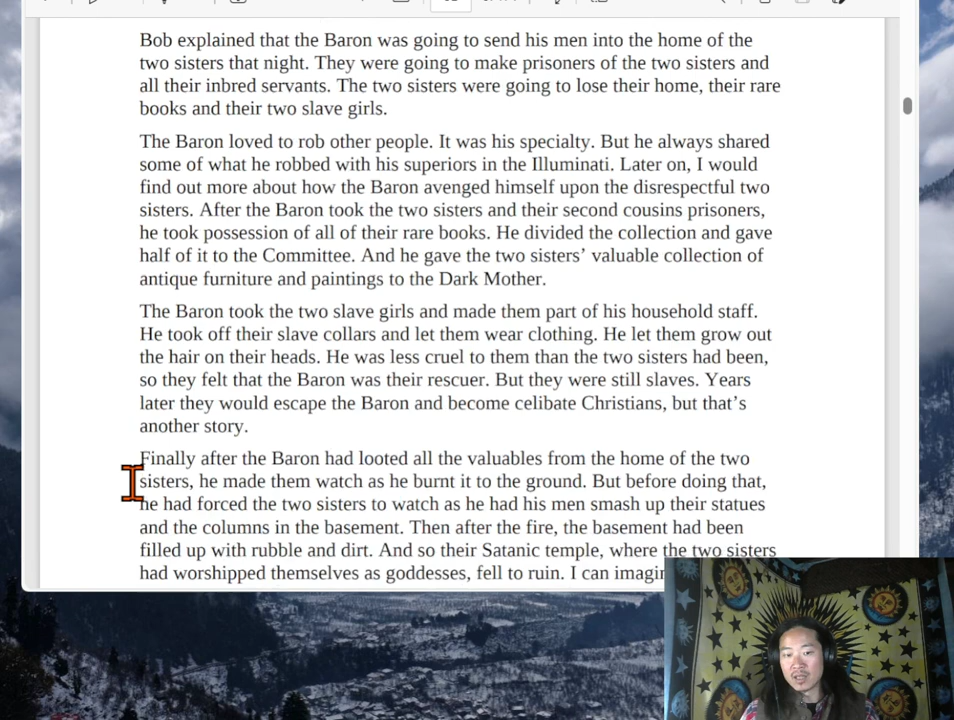 Bob explained that the Baron was going to send his men into the home of the
two sisters that night. They were going to make prisoners of the two sisters and
all their inbred servants. The two sisters were going to lose their home, their rare
books and their two slave girls.
The Baron loved to rob other people. It was his specialty. But he always shared
some of what he robbed with his superiors in the Illuminati. Later on, I would
find out more about how the Baron avenged himself upon the disrespectful two
sisters. After the Baron took the two sisters and their second cousins prisoners,
he took possession of all of their rare books. He divided the collection and gave
half of it to the Committee. And he gave the two sisters’ valuable collection of
antique furniture and paintings to the Dark Mother.
The Baron took the two slave girls and made them part of his household staff.
He took off their slave collars and let them wear clothing. He let them grow out
the hair on their heads. He was less cruel to them than the two sisters had been,
so they felt that the Baron was their rescuer. But they were still slaves. Years
later they would escape the Baron and become celibate Christians, but that’s
another story.
Finally after the Baron had looted all the valuables from the home of the two
sisters, he made them watch as he burnt it to the ground. But before doing that,
he had forced the two sisters to watch as he had his men smash up their statues
and the columns in the basement. Then after the fire, the basement had been
filled up with rubble and dirt. And so their Satanic temple, where the two sisters
had worshipped themselves as goddesses, fell to ruin. I can